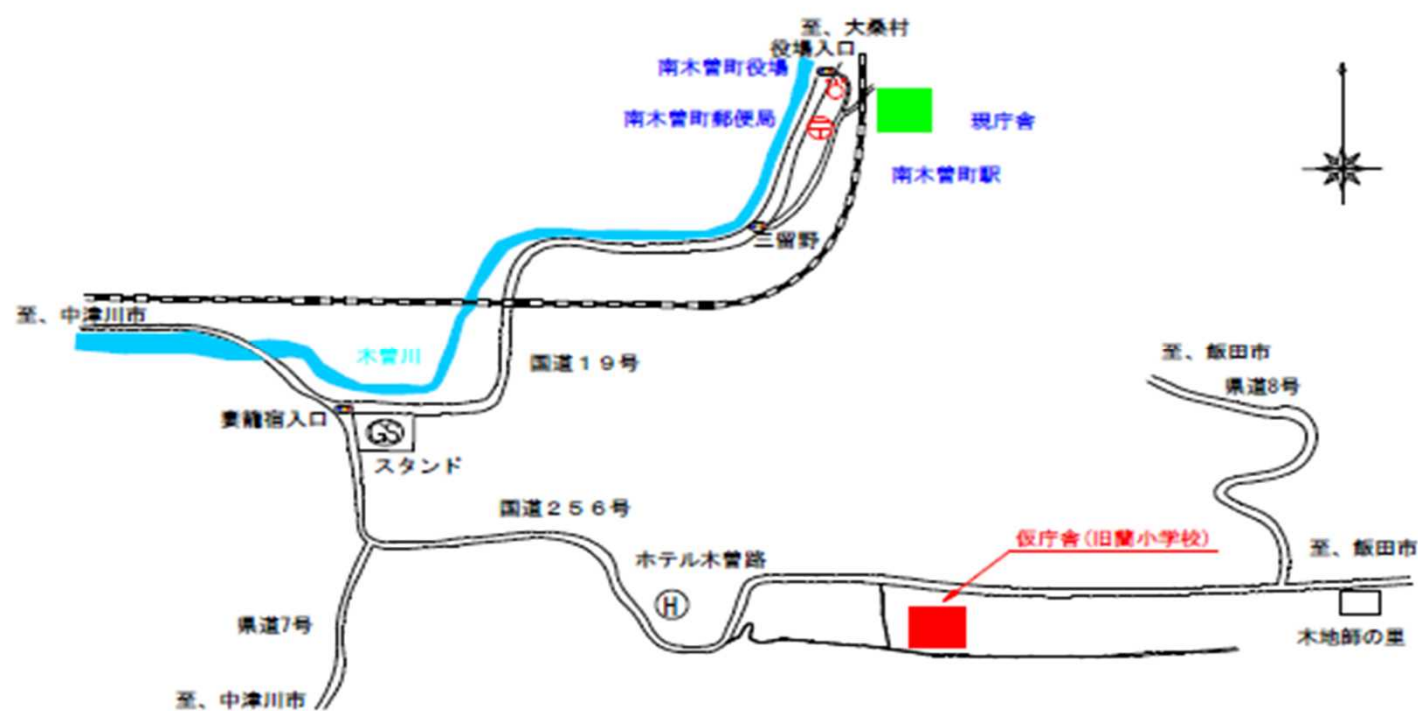 至、大桑村
役場入口
南木曽町役場
南木曽町郵便局
現庁舎
南木曽町駅
三留野
至、中津川市
木曽川
国道19号
至、飯田市
県道8号
妻籠宿入口
GS
スタンド
国道256号
仮庁舎(旧蘭小学校)
至、飯田市
ホテル木曽路
H
県道7号
木地師の里
至、中津川市